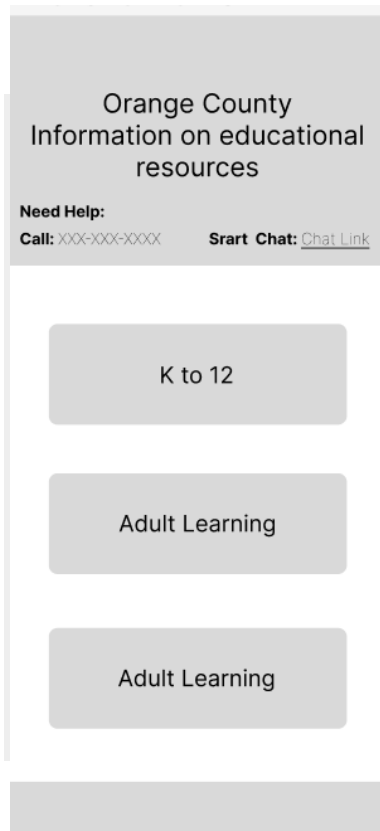 Orange County
Information on educational
resources
Need Help:
Call: XXX-XXX-XXXX Srart Chat: Chat Link
K to 12
Adult Learning
Adult Learning